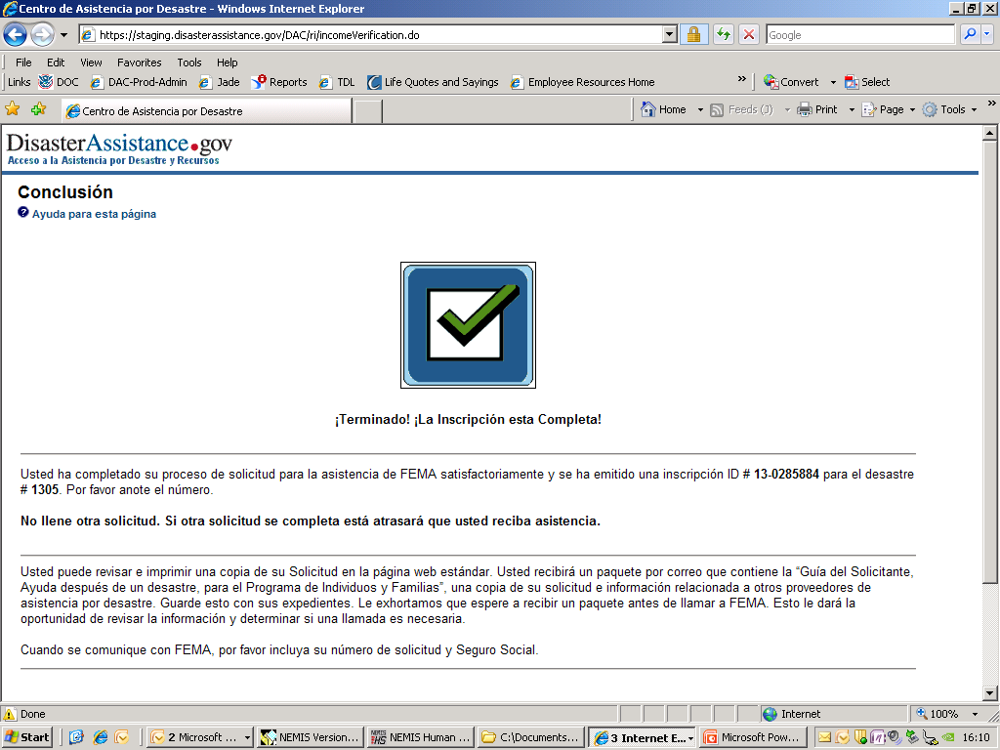 Centro de Asistencia por Desastre - Windows Internet Explorer
https://staging.disasterassistance.gov/DAC/ri/incomeVerification.do
Google
File Edit View Favorites Tools Help
Links DOC DAC-Prod-Admin Jade Reports TDL Life Quotes and Sayings Employee Resources Home » Convert Select
Centro de Asistencia por Desastre Home Feeds (J) Print Page Tools »
DisasterAssistance.gov
Acceso a la Asistencia por Desastre y Recursos
Conclusión
Ayuda para esta página
¡Terminado! ¡La Inscripción esta Completa!
Usted ha completado su proceso de solicitud para la asistencia de FEMA satisfactoriamente y se ha emitido una inscripción ID # 13-0285884 para el desastre
# 1305. Por favor anote el número.
No llene otra solicitud. Si otra solicitud se completa está atrasará que usted reciba asistencia.
Usted puede revisar e imprimir una copia de su Solicitud en la página web estándar. Usted recibirá un paquete por correo que contiene la “Guía del Solicitante,
Ayuda después de un desastre, para el Programa de Individuos y Familias”, una copia de su solicitud e información relacionada a otros proveedores de
asistencia por desastre. Guarde esto con sus expedientes. Le exhortamos que espere a recibir un paquete antes de llamar a FEMA. Esto le dará la
oportunidad de revisar la información y determinar si una llamada es necesaria.
Cuando se comunique con FEMA, por favor incluya su número de solicitud y Seguro Social.
Done Internet 100%
Start 2 Microsoft ... NEMIS Version... NEMIS Human ... C:\Documents... 3 Internet E... Microsoft Pow... 16:10